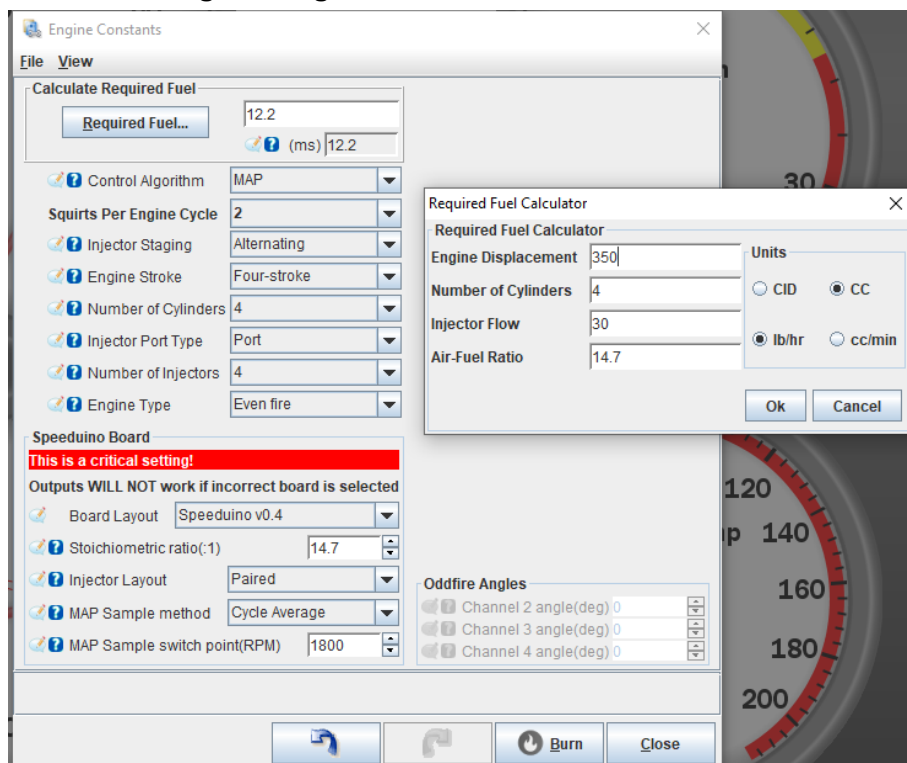 Engine Constants
File View
Calculate Required Fuel
Required Fuel...
12.2
(ms) 12.2
Control Algorithm MAP
Squirts Per Engine Cycle 2
Injector Staging Alternating
Engine Stroke Four-stroke
Number of Cylinders 4
Injector Port Type Port
Number of Injectors 4
Engine Type Even fire
Speeduino Board
This is a critical setting!
Outputs WILL NOT work if incorrect board is selected
Board Layout Speeduino v0.4
Stoichiometric ratio(:1) 14.7
Injector Layout Paired
MAP Sample method Cycle Average
MAP Sample switch point(RPM) 1800
Oddfire Angles
Channel 2 angle(deg) 0
Channel 3 angle(deg) 0
Channel 4 angle(deg) 0
Burn
Close
Required Fuel Calculator
Required Fuel Calculator
Engine Displacement 350
Number of Cylinders 4
Injector Flow 30
Air-Fuel Ratio 14.7
Units
CID CC
lb/hr cc/min
Ok Cancel
30
120
140
160
180
200